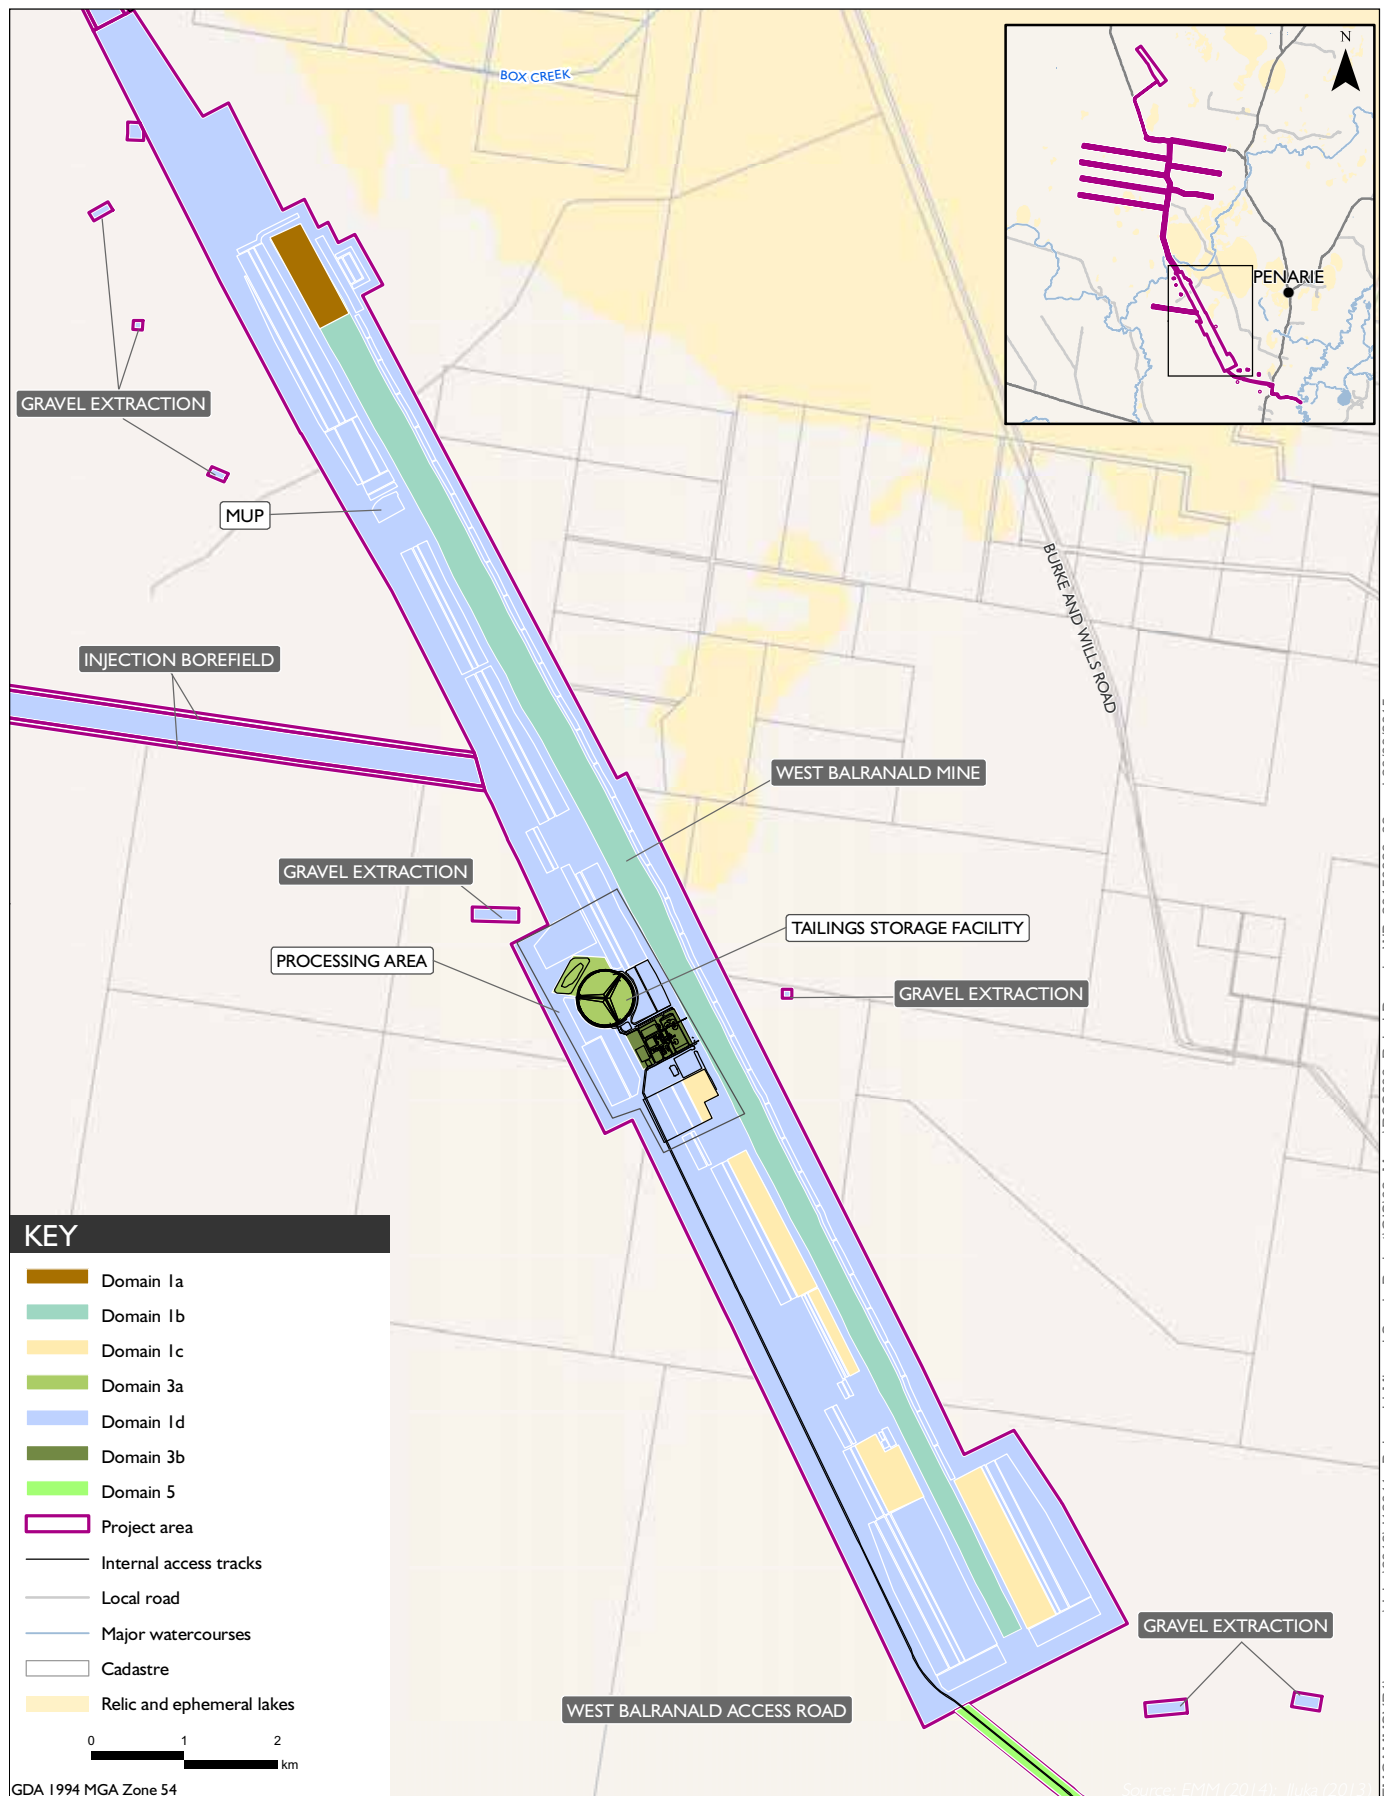 BOX CREEK
N
PENARIE
GRAVEL EXTRACTION
MUP
BURKE AND WILLS ROAD
INJECTION BOREFIELD
WEST BALRANALD MINE
GRAVEL EXTRACTION
TAILINGS STORAGE FACILITY
PROCESSING AREA
GRAVEL EXTRACTION
KEY
Domain 1a
Domain 1b
Domain 1c
Domain 3a
Domain 1d
Domain 3b
Domain 5
Project area
Internal access tracks
Local road
Major watercourses
Cadastre
Relic and ephemeral lakes
0 1 2
km
GDA 1994 MGA Zone 54
GRAVEL EXTRACTION
WEST BALRANALD ACCESS ROAD